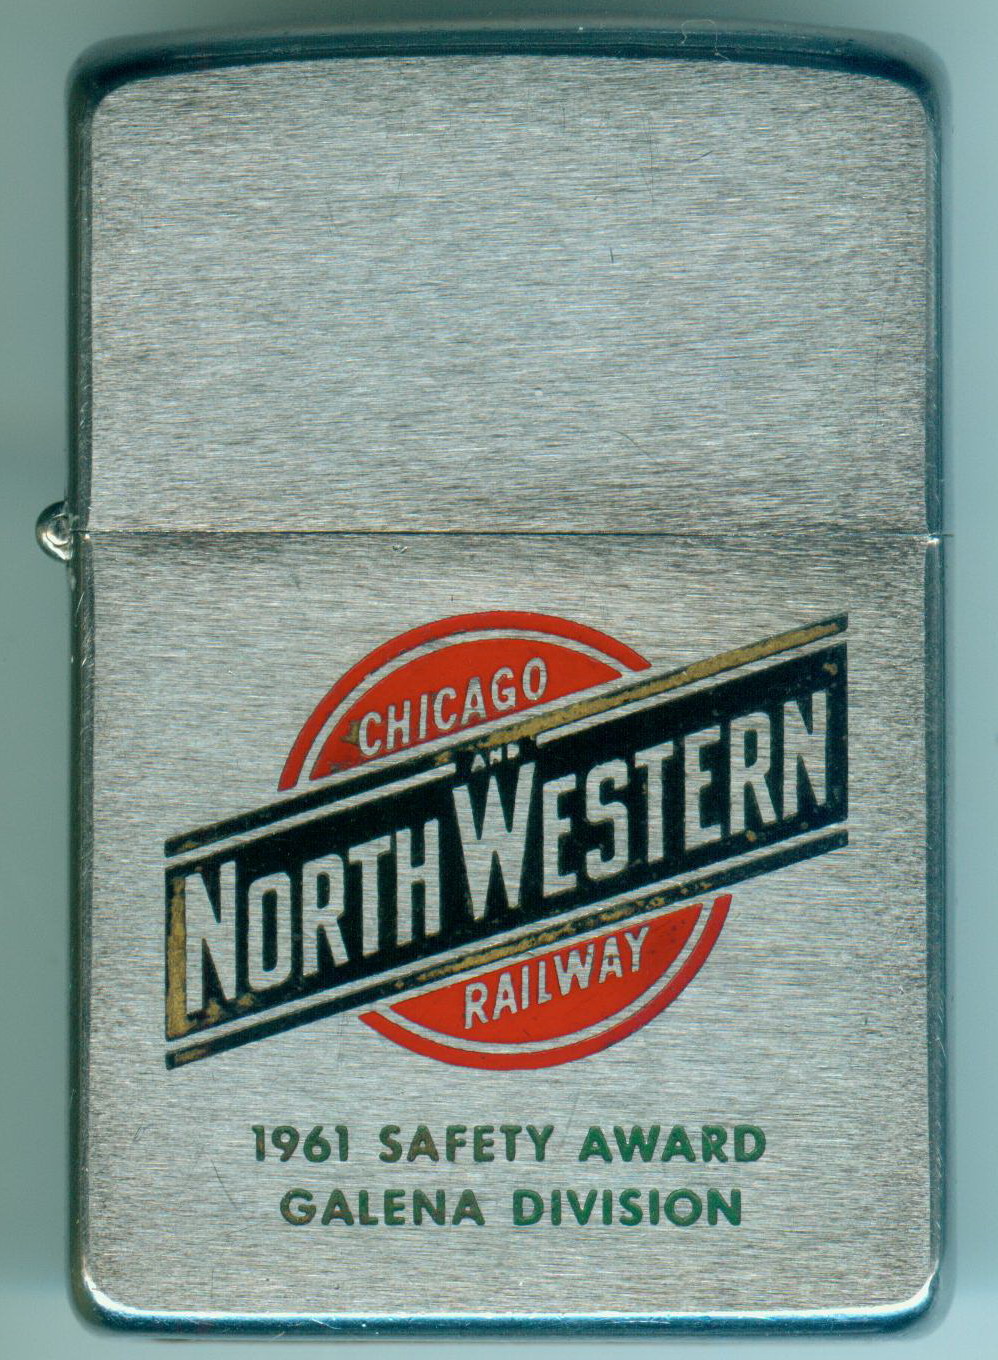 CHICAGO
AND
NORTH WESTERN
RAILWAY
1961 SAFETY AWARD
GALENA DIVISION